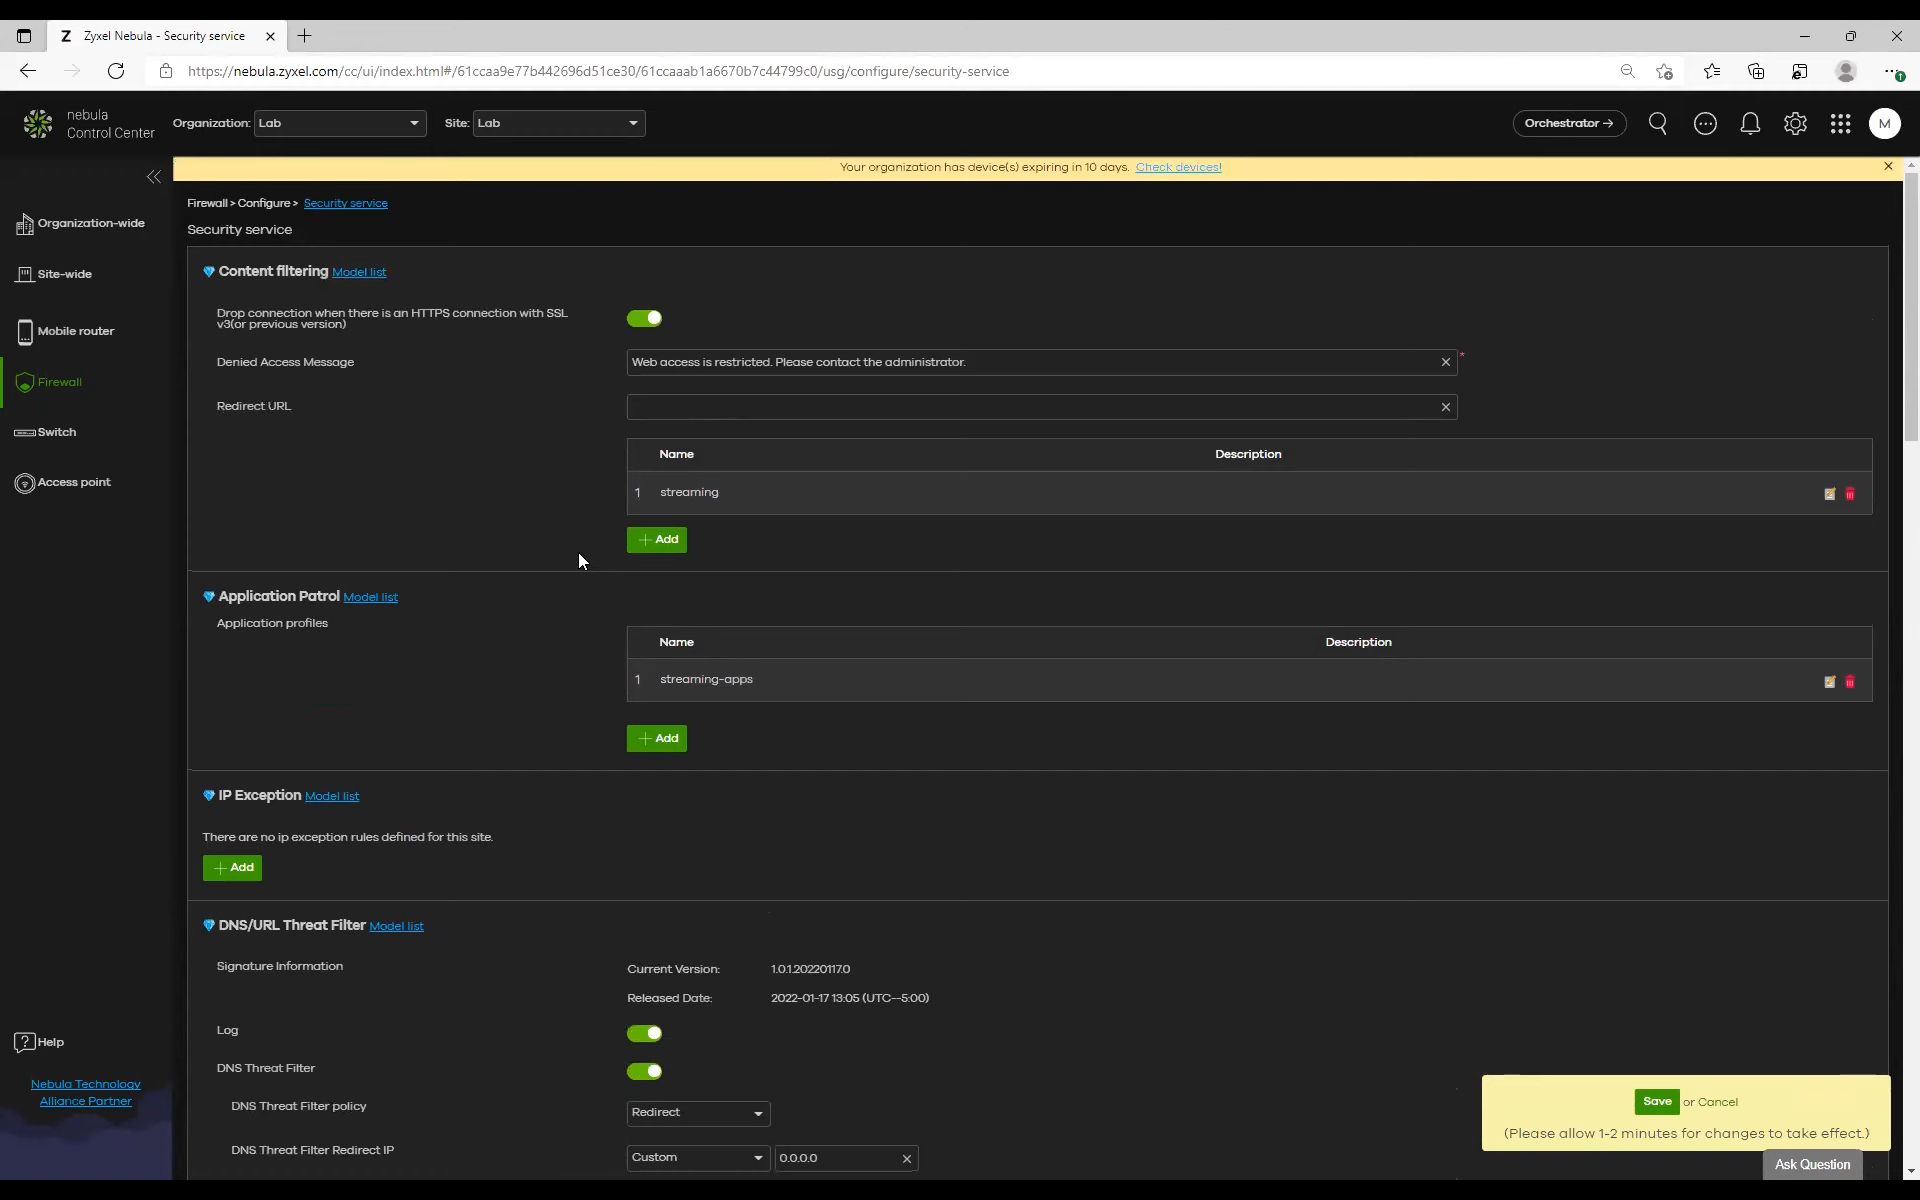 Zyxel Nebula - Security service
https://nebula.zyxel.com/cc/ui/index.html#/61ccaa9e77b442696d51ce30/61ccaaab1a6670b7c44799c0/usg/configure/security-service
nebula
Control Center
Organization: Lab
Site: Lab
Orchestrator →
M
Your organization has device(s) expiring in 10 days. Check devices!
Firewall > Configure > Security service
Security service
Organization-wide
Site-wide
Mobile router
Firewall
Switch
Access point
Content filtering Model list
Drop connection when there is an HTTPS connection with SSL
v3(or previous version)
Denied Access Message
Web access is restricted. Please contact the administrator.
*
Redirect URL
Name Description
1 streaming
+ Add
Application Patrol Model list
Application profiles
Name Description
1 streaming-apps
+ Add
IP Exception Model list
There are no ip exception rules defined for this site.
+ Add
DNS/URL Threat Filter Model list
Signature Information
Current Version: 1.0.1.20220117.0
Released Date: 2022-01-17 13:05 (UTC--5:00)
Log
DNS Threat Filter
DNS Threat Filter policy
Redirect
DNS Threat Filter Redirect IP
Custom
0.0.0.0
Help
Nebula Technology
Alliance Partner
Save or Cancel
(Please allow 1-2 minutes for changes to take effect.)
Ask Question